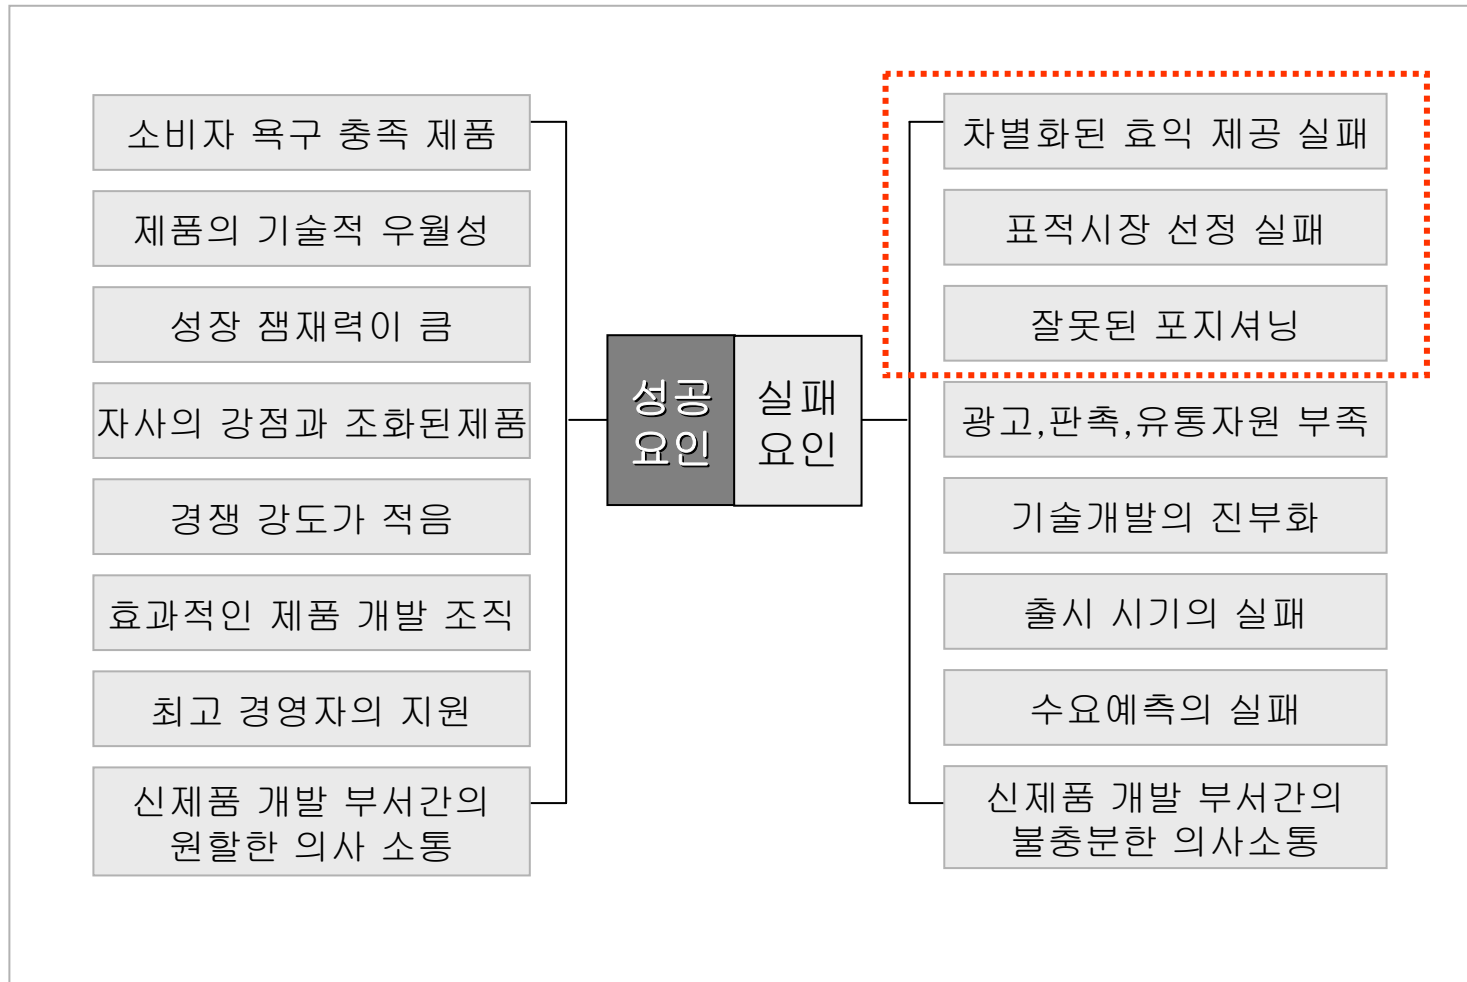 소비자 욕구 충족 제품
제품의 기술적 우월성
성장 잼재력이 큼
자사의 강점과 조화된제품
경쟁 강도가 적음
효과적인 제품 개발 조직
최고 경영자의 지원
신제품 개발 부서간의
원할한 의사 소통
성공
요인
실패
요인
차별화된 효익 제공 실패
표적시장 선정 실패
잘못된 포지셔닝
광고,판촉,유통자원 부족
기술개발의 진부화
출시 시기의 실패
수요예측의 실패
신제품 개발 부서간의
불충분한 의사소통